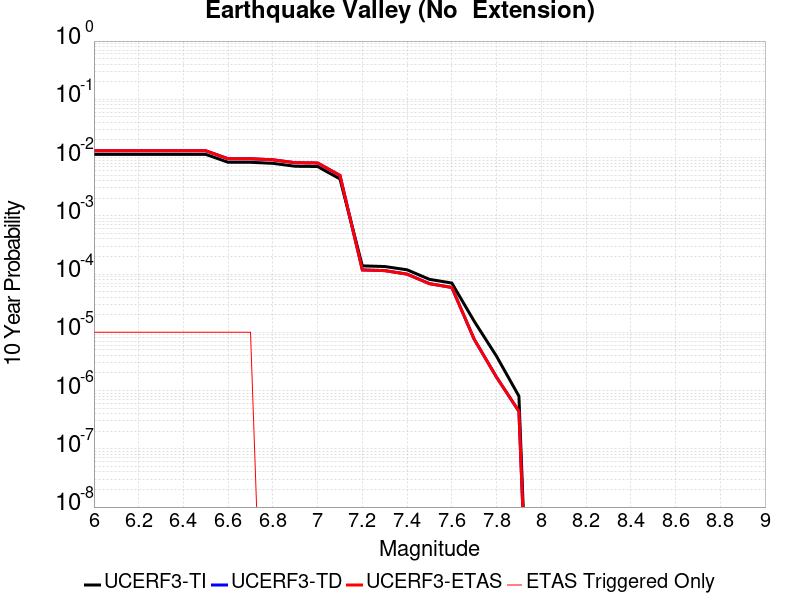 Earthquake Valley (No  Extension)
10 0
10 -1
10 -2
10 -3
10 -4
10 -5
10 -6
10 -7
10 -8
10 Year Probability
6 6.2 6.4 6.6 6.8 7 7.2 7.4 7.6 7.8 8 8.2 8.4 8.6 8.8 9
Magnitude
UCERF3-TI UCERF3-TD UCERF3-ETAS ETAS Triggered Only